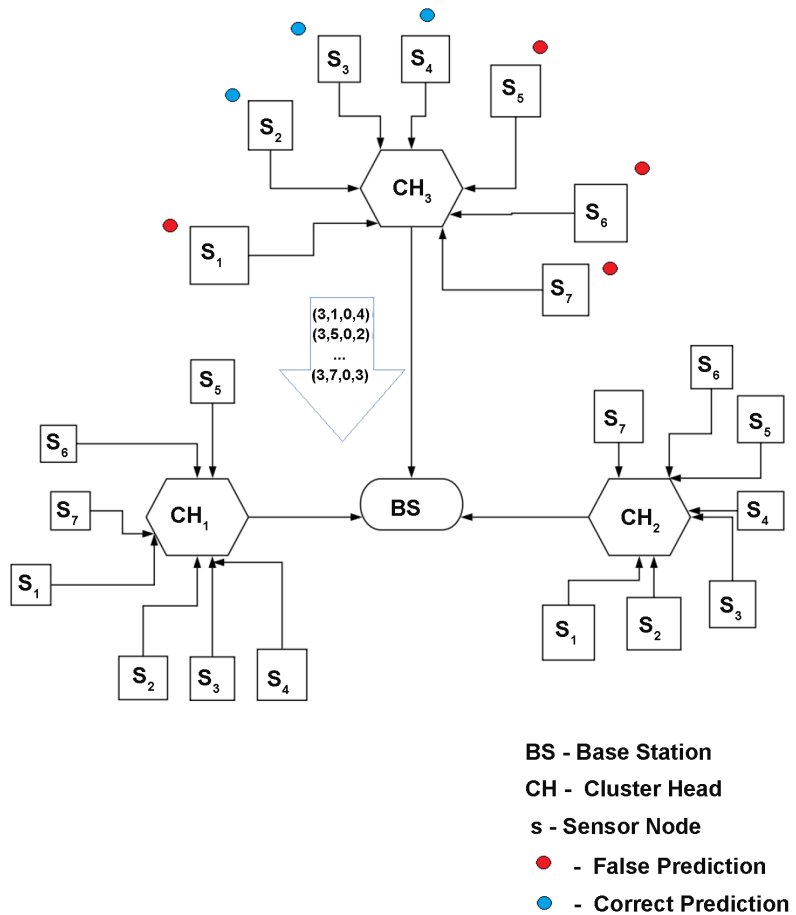 S3
S4
S5
S2
CH3
S6
S1
S7
(3,1,0,4)
(3,5,0,2)
...
(3,7,0,3)
S5
S6
S7
S6
S5
S7
CH1
BS
CH2
S4
S1
S3
S1
S2
S2
S3
S4
BS - Base Station
CH - Cluster Head
s - Sensor Node
- False Prediction
- Correct Prediction